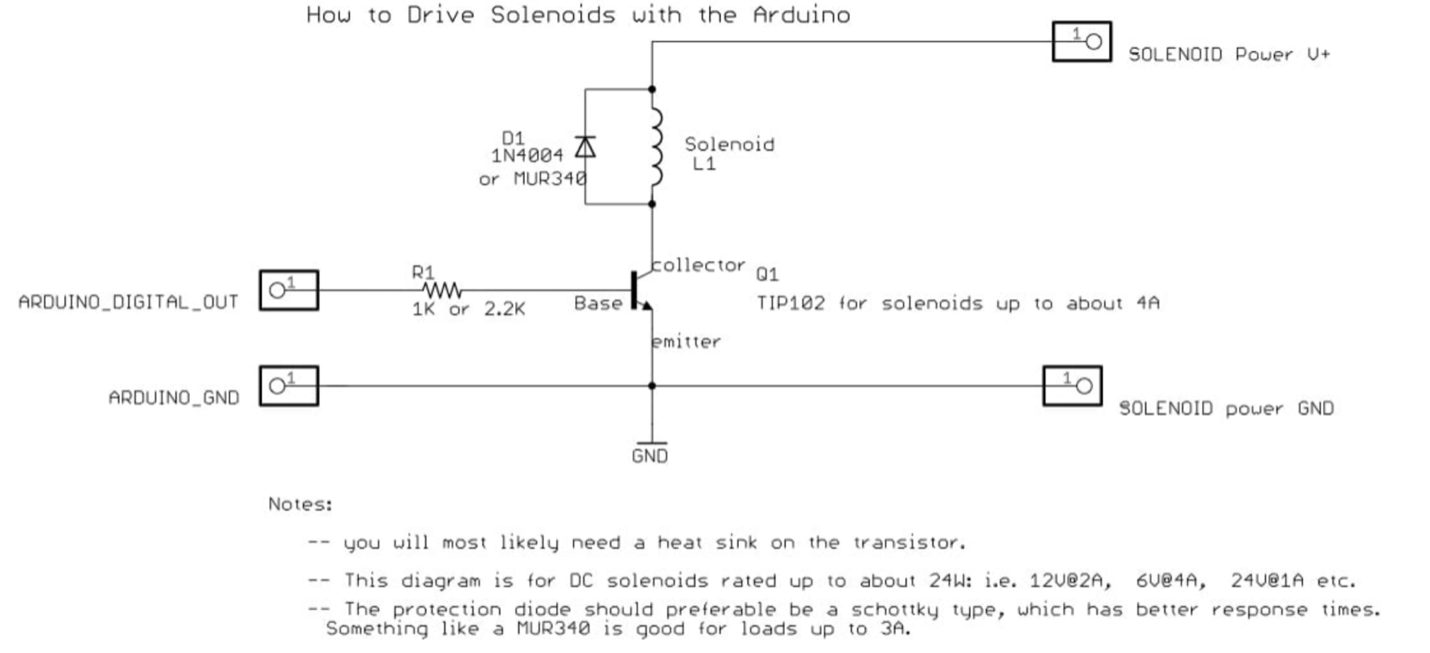 How to Drive Solenoids with the Arduino
1
SOLENOID Power V+
D1
1N4004
or MUR340
Solenoid
L1
collector
Q1
TIP102 for solenoids up to about 4A
R1
1K or 2.2K
Base
1
ARDUINO_DIGITAL_OUT
emitter
1
ARDUINO_GND
1
SOLENOID power GND
GND
Notes:
-- you will most likely need a heat sink on the transistor.
-- This diagram is for DC solenoids rated up to about 24W: i.e. 12V@2A, 6V@4A, 24V@1A etc.
-- The protection diode should preferable be a schottky type, which has better response times.
Something like a MUR340 is good for loads up to 3A.